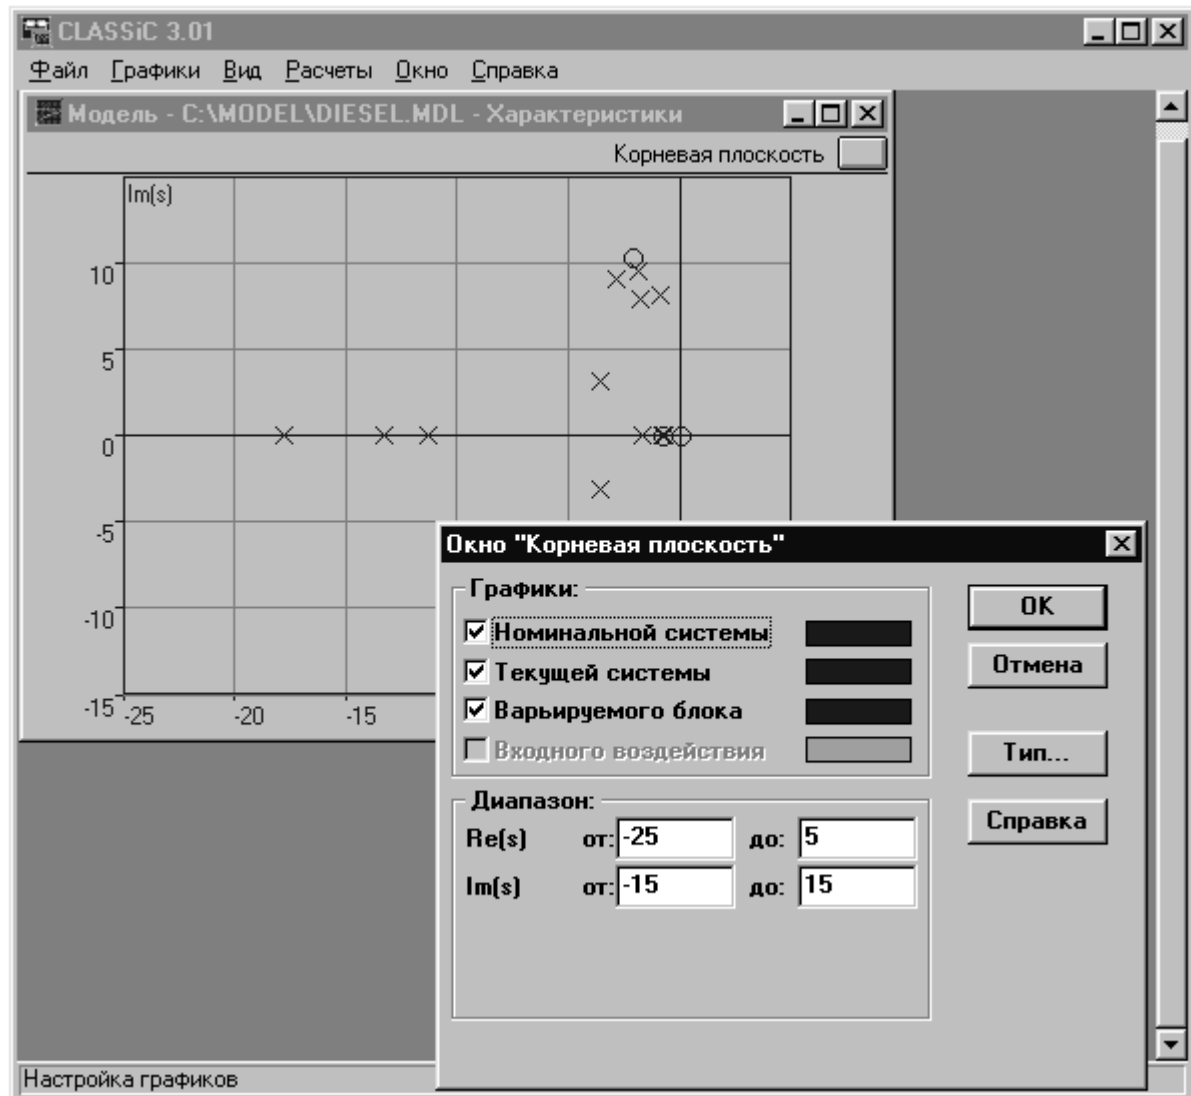 CLASSiC 3.01
Файл Графики Вид Расчеты Окно Справка
Модель - C:\MODEL\DIESEL.MDL - Характеристики
Корневая плоскость
Im(s)
10
5
0
-5
-10
-15
-25 -20 -15
Окно "Корневая плоскость"
Графики:
Номинальной системы
Текущей системы
Варьируемого блока
Входного воздействия
OK
Отмена
Тип...
Справка
Диапазон:
Re(s) от: -25 до: 5
Im(s) от: -15 до: 15
Настройка графиков